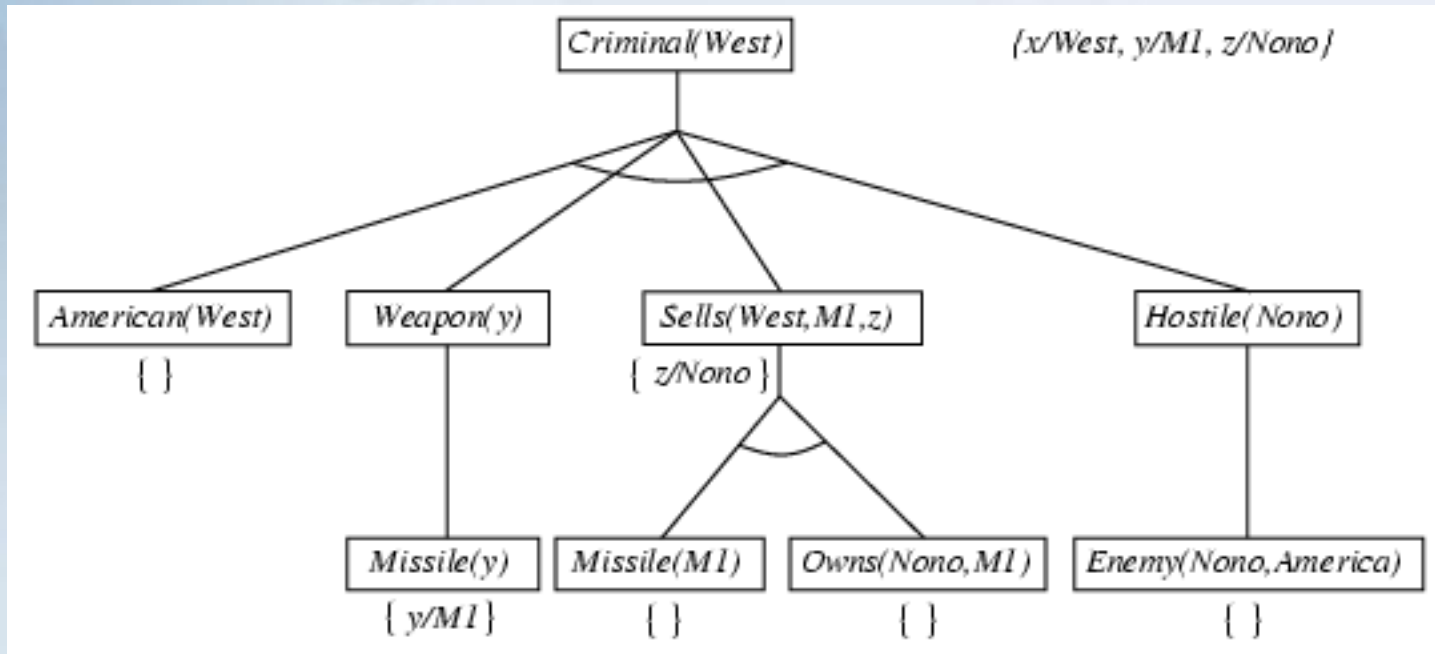 Criminal(West)
{x/West, y/M1, z/Nono}
American(West)
Weapon(y)
Sells(West,M1,z)
Hostile(Nono)
{ }
{ z/Nono }
Missile(y)
Missile(M1)
Owns(Nono,M1)
Enemy(Nono,America)
{ y/M1}
{ }
{ }
{ }